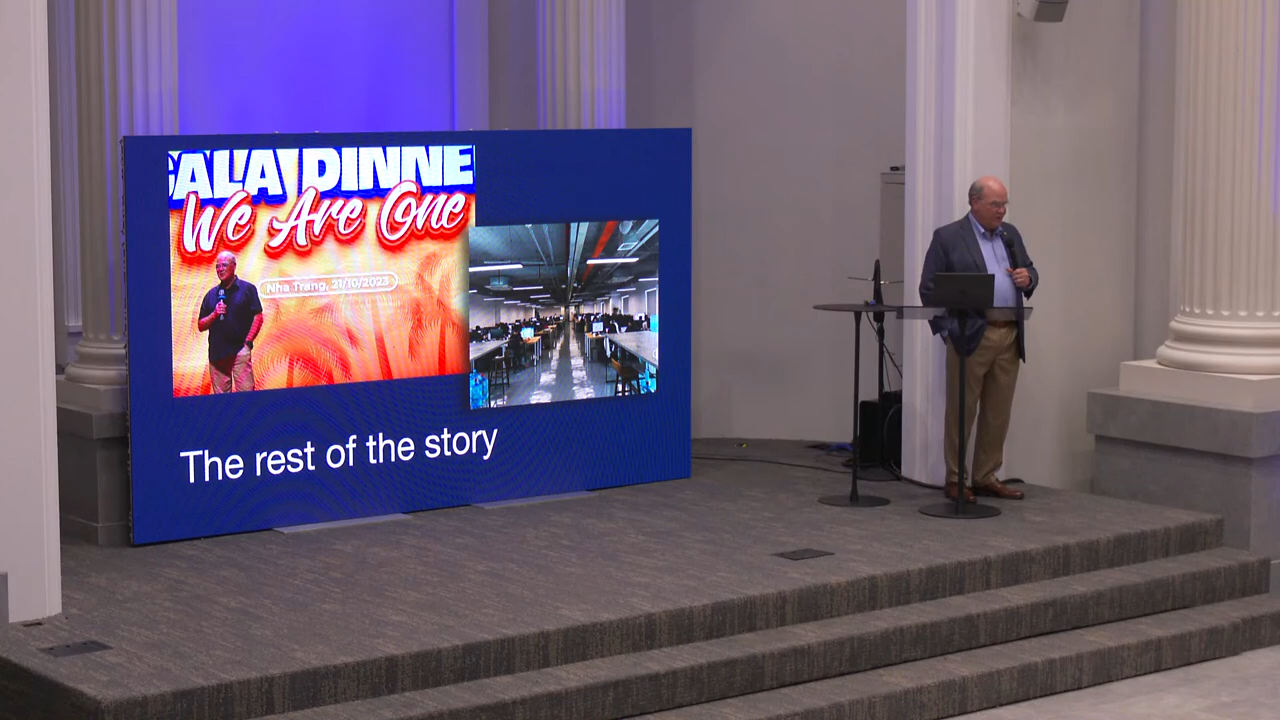 GALA DINNE
We Are One
Nha Trang, 21/10/2023
The rest of the story